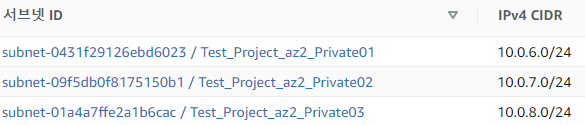 서브넷 ID IPv4 CIDR
subnet-0431f29126ebd6023 / Test_Project_az2_Private01 10.0.6.0/24
subnet-09f5db0f8175150b1 / Test_Project_az2_Private02 10.0.7.0/24
subnet-01a4a7ffe2a1b6cac / Test_Project_az2_Private03 10.0.8.0/24